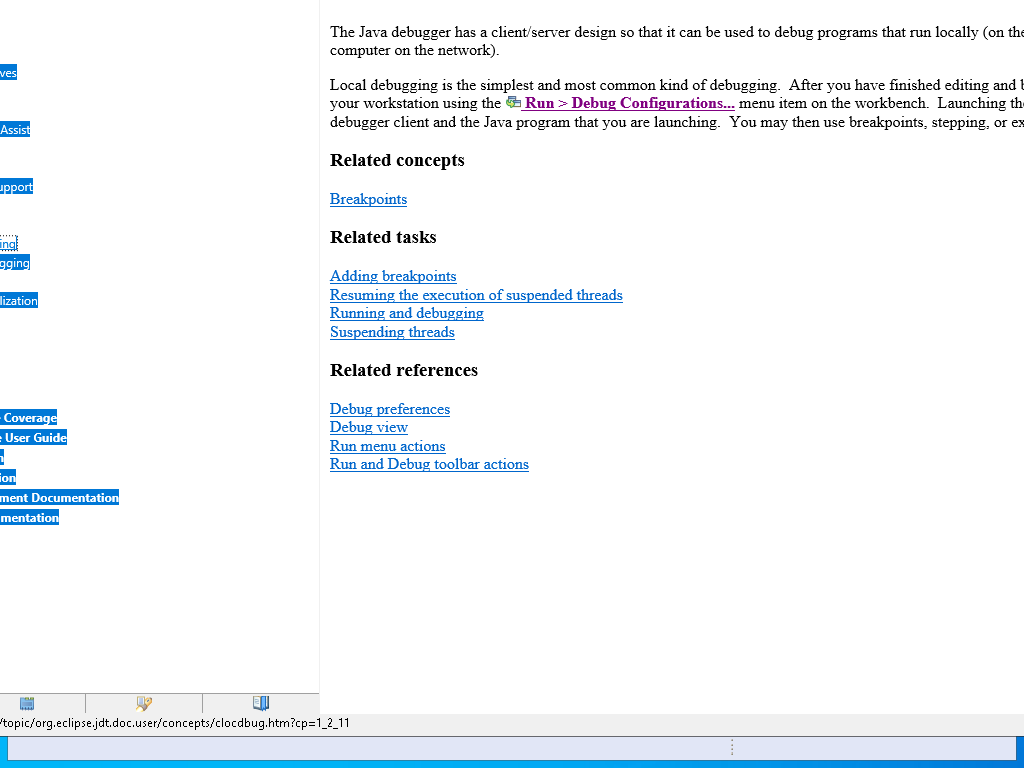 The Java debugger has a client/server design so that it can be used to debug programs that run locally (on the
computer on the network).
ves
Local debugging is the simplest and most common kind of debugging.  After you have finished editing and
your workstation using the Run > Debug Configurations... menu item on the workbench.  Launching the
debugger client and the Java program that you are launching.  You may then use breakpoints, stepping, or ex
Assist
Related concepts
upport
Breakpoints
Related tasks
ing
gging
Adding breakpoints
Resuming the execution of suspended threads
lization
Running and debugging
Suspending threads
Related references
Debug preferences
Coverage
Debug view
User Guide
Run menu actions
Run and Debug toolbar actions
ion
ment Documentation
mentation
/topic/org.eclipse.jdt.doc.user/concepts/clocdbug.htm?cp=1_2_11